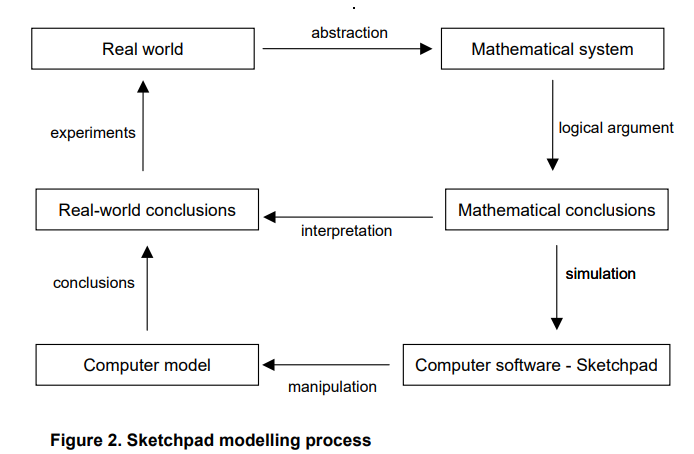 abstraction
Real world
Mathematical system
experiments
logical argument
Real-world conclusions
interpretation
Mathematical conclusions
conclusions
simulation
Computer model
manipulation
Computer software - Sketchpad
Figure 2. Sketchpad modelling process